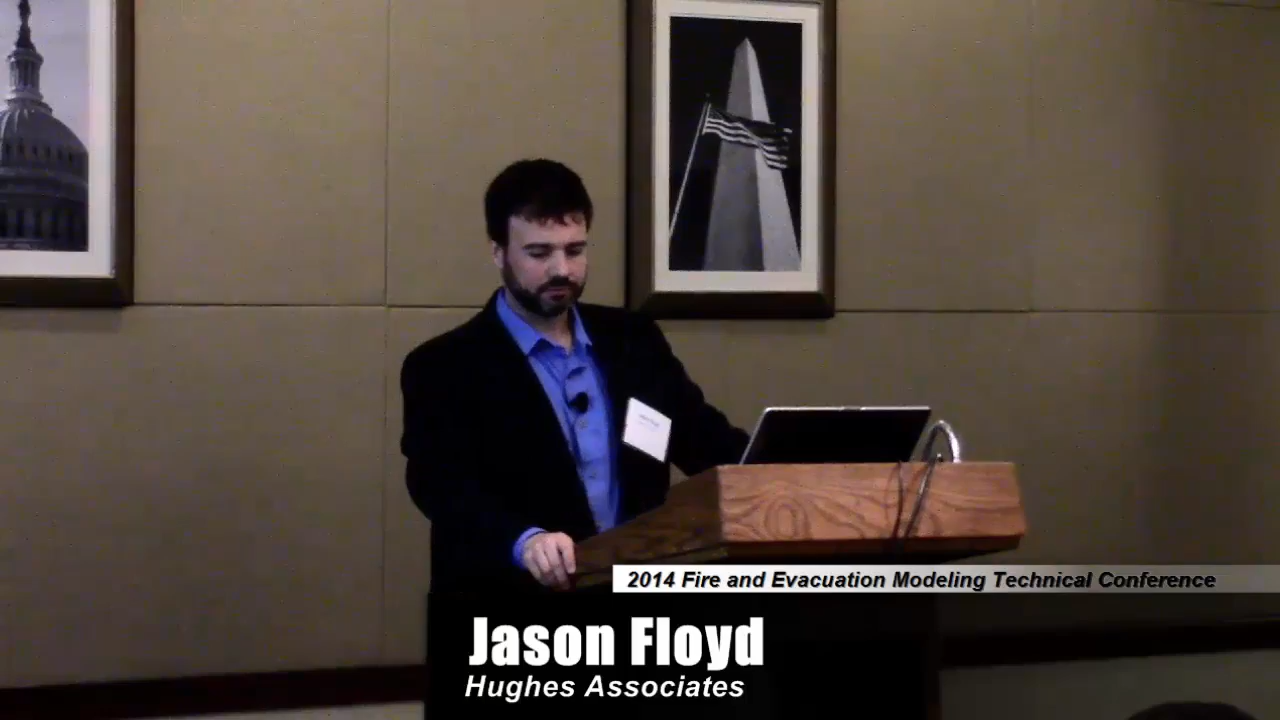 2014 Fire and Evacuation Modeling Technical Conference
Jason Floyd
Hughes Associates